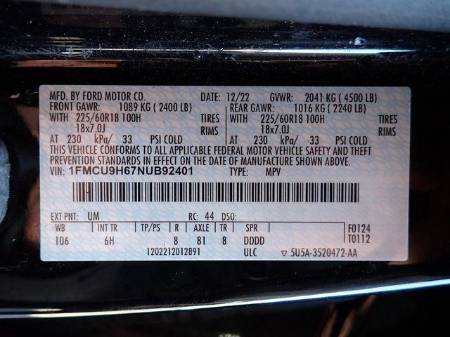 MFD. BY FORD MOTOR CO. DATE: 12/22 GVWR: 2041 KG (4500 LB)
FRONT GAWR: 1089 KG (2400 LB) REAR GAWR: 1016 KG (2240 LB)
WITH 225/60R18 100H TIRES WITH 225/60R18 100H TIRES
18x7.0J RIMS 18x7.0J RIMS
AT 230 kPa/ 33 PSI COLD AT 230 kPa/ 33 PSI COLD
THIS VEHICLE CONFORMS TO ALL APPLICABLE FEDERAL MOTOR VEHICLE
SAFETY AND THEFT PREVENTION STANDARDS IN EFFECT ON THE DATE OF MANUFACTURE SHOWN ABOVE.
VIN: 1FMCU9H67NUB92401 TYPE: MPV
EXT PNT: UM RC: 44 DSO: F0124
WB INT TR TP/PS R AXLE TR SPR T0112
106 6H 8 81 8 DDDD
1202212012891 ULC 5U5A-3520472-AA